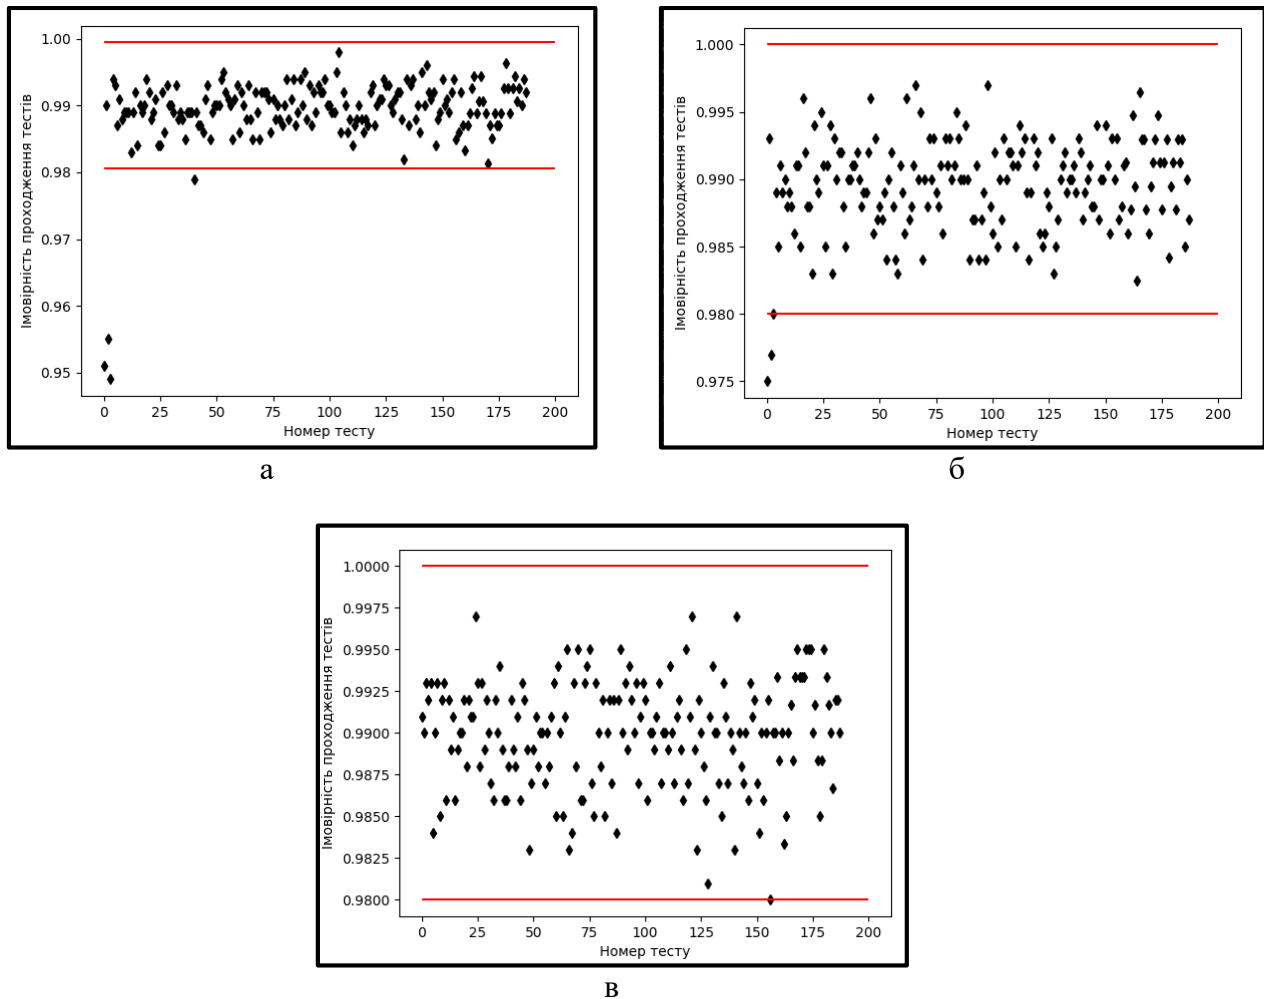 1.00
0.99
0.98
0.97
0.96
0.95
Імовірність проходження тестів
0 25 50 75 100 125 150 175 200
Номер тесту
а
1.000
0.995
0.990
0.985
0.980
0.975
Імовірність проходження тестів
0 25 50 75 100 125 150 175 200
Номер тесту
б
1.0000
0.9975
0.9950
0.9925
0.9900
0.9875
0.9850
0.9825
0.9800
Імовірність проходження тестів
0 25 50 75 100 125 150 175 200
Номер тесту
в